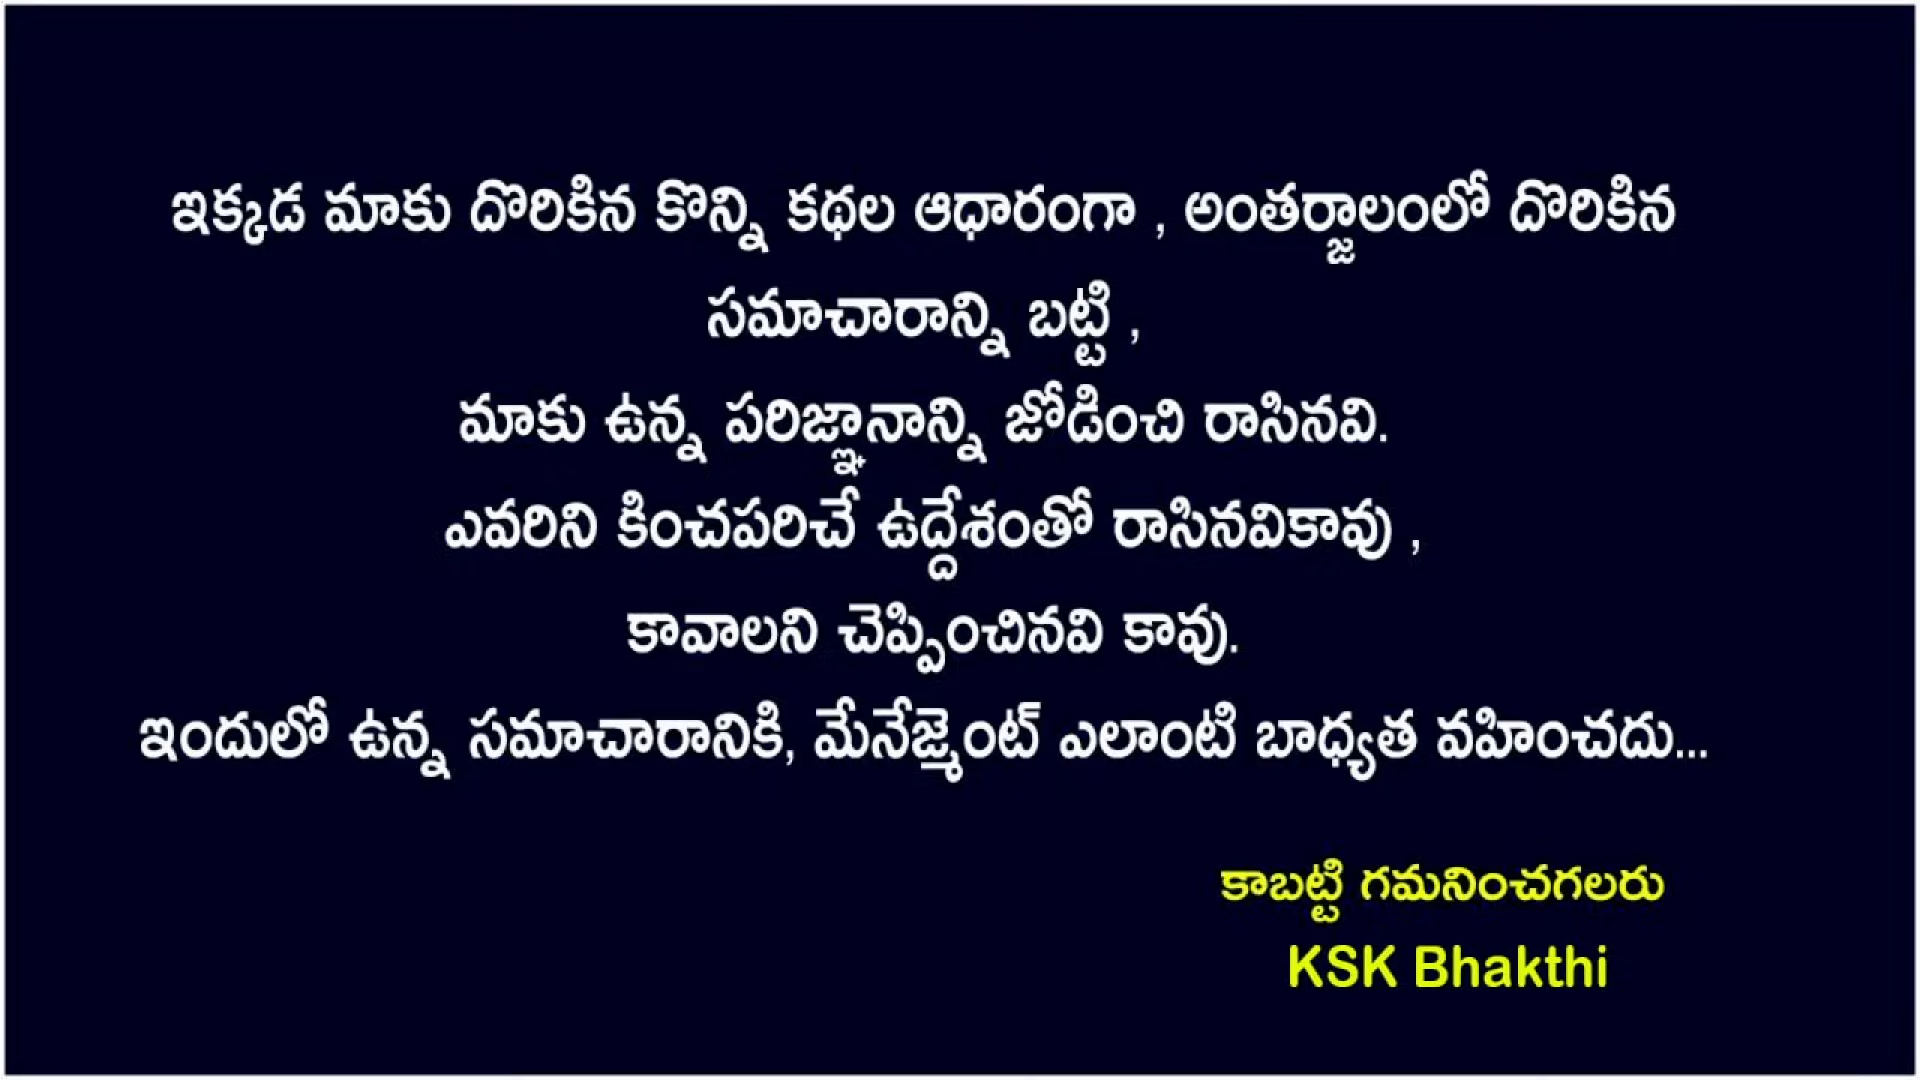 ఇక్కడ మాకు దొరికిన కొన్ని కథల ఆధారంగా , అంతర్జాలంలో దొరికిన
సమాచారాన్ని బట్టి ,
మాకు ఉన్న పరిజ్ఞానాన్ని జోడించి రాసినవి.
ఎవరిని కించపరిచే ఉద్దేశంతో రాసినవికావు ,
కావాలని చెప్పించినవి కావు.
ఇందులో ఉన్న సమాచారానికి, మేనేజ్మెంట్ ఎలాంటి బాధ్యత వహించదు...
కాబట్టి గమనించగలరు
KSK Bhakthi